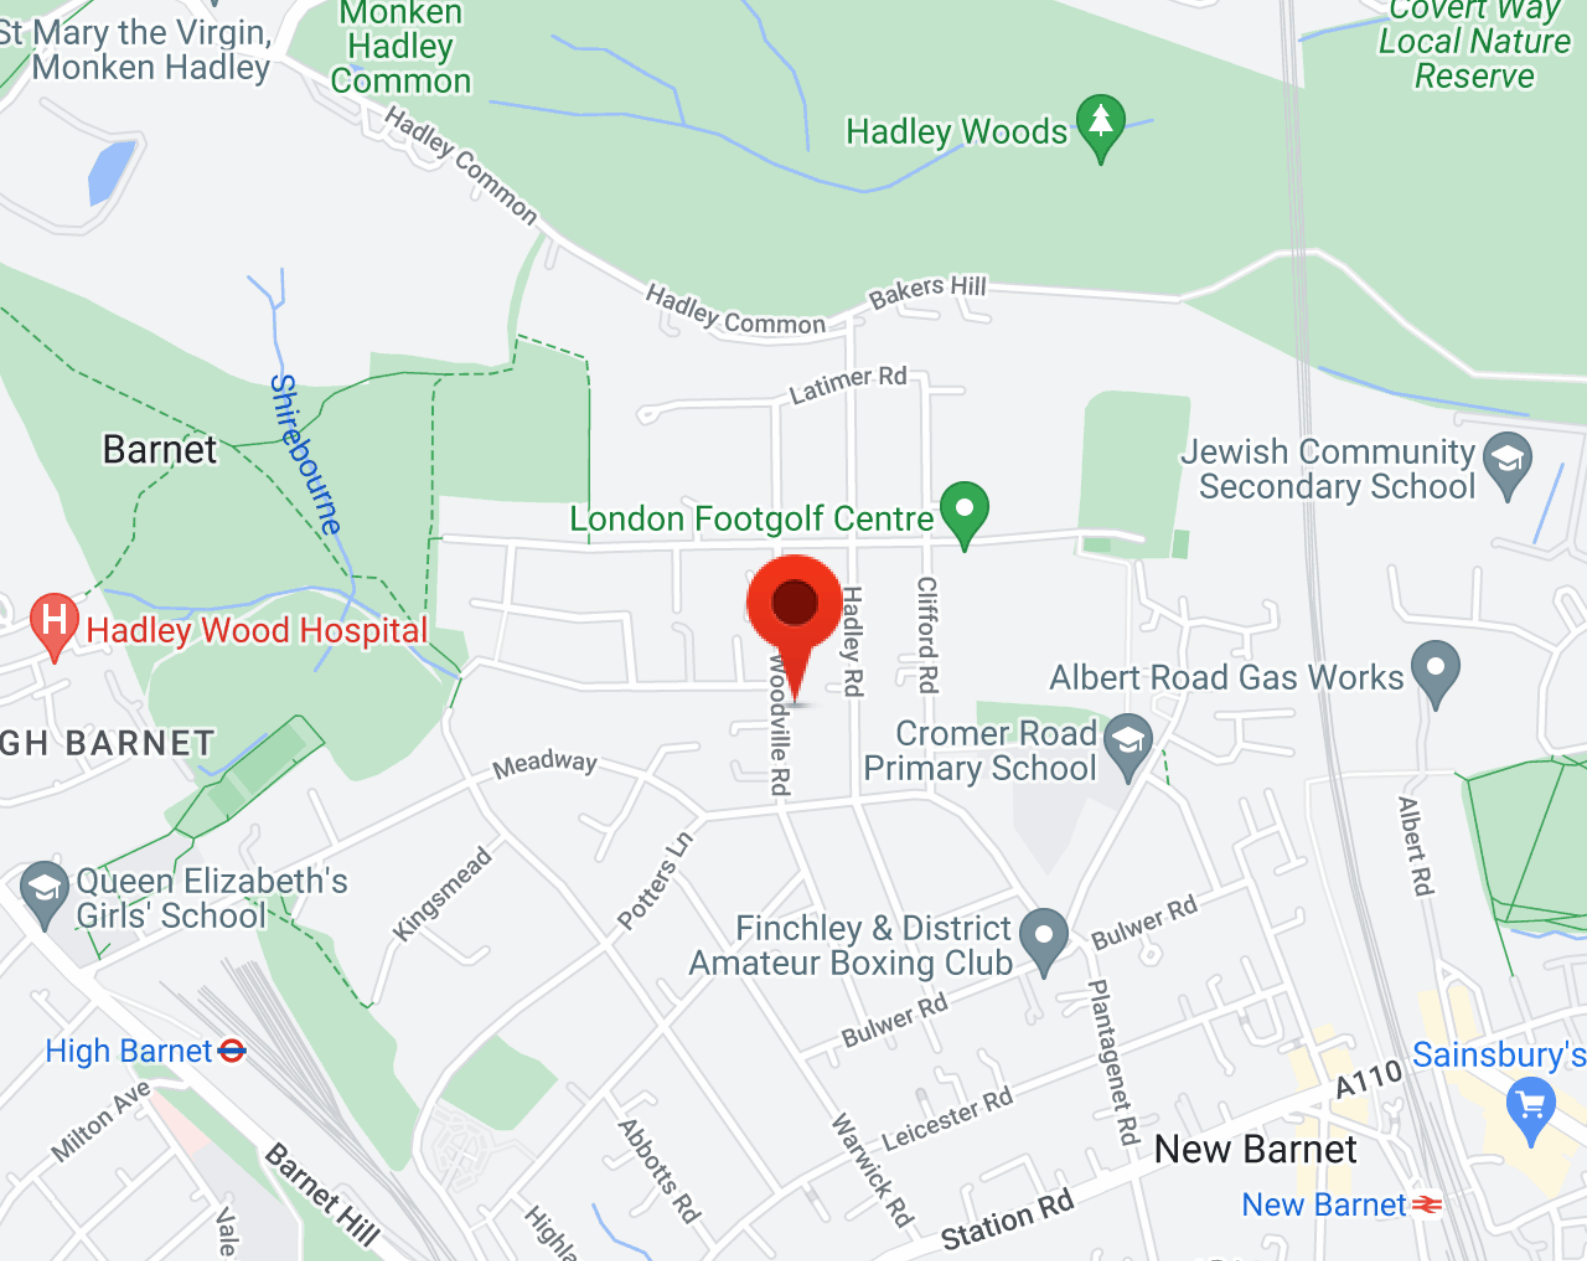 St Mary the Virgin,
Monken Hadley
Monken
Hadley
Common
Covert Way
Local Nature
Reserve
Hadley Woods
Hadley Common
Hadley Common
Bakers Hill
Latimer Rd
Shirebourne
Barnet
Jewish Community
Secondary School
London Footgolf Centre
Hadley Wood Hospital
Hadley Rd
Clifford Rd
Woodville Rd
Albert Road Gas Works
GH BARNET
Meadway
Cromer Road
Primary School
Albert Rd
Queen Elizabeth's
Girls' School
Kingsmead
Potters Ln
Finchley & District
Amateur Boxing Club
Bulwer Rd
Bulwer Rd
Plantagenet Rd
High Barnet
Milton Ave
Barnet Hill
Vale
Abbotts Rd
Highla
Warwick Rd
Leicester Rd
A110
Sainsbury's
New Barnet
New Barnet
Station Rd